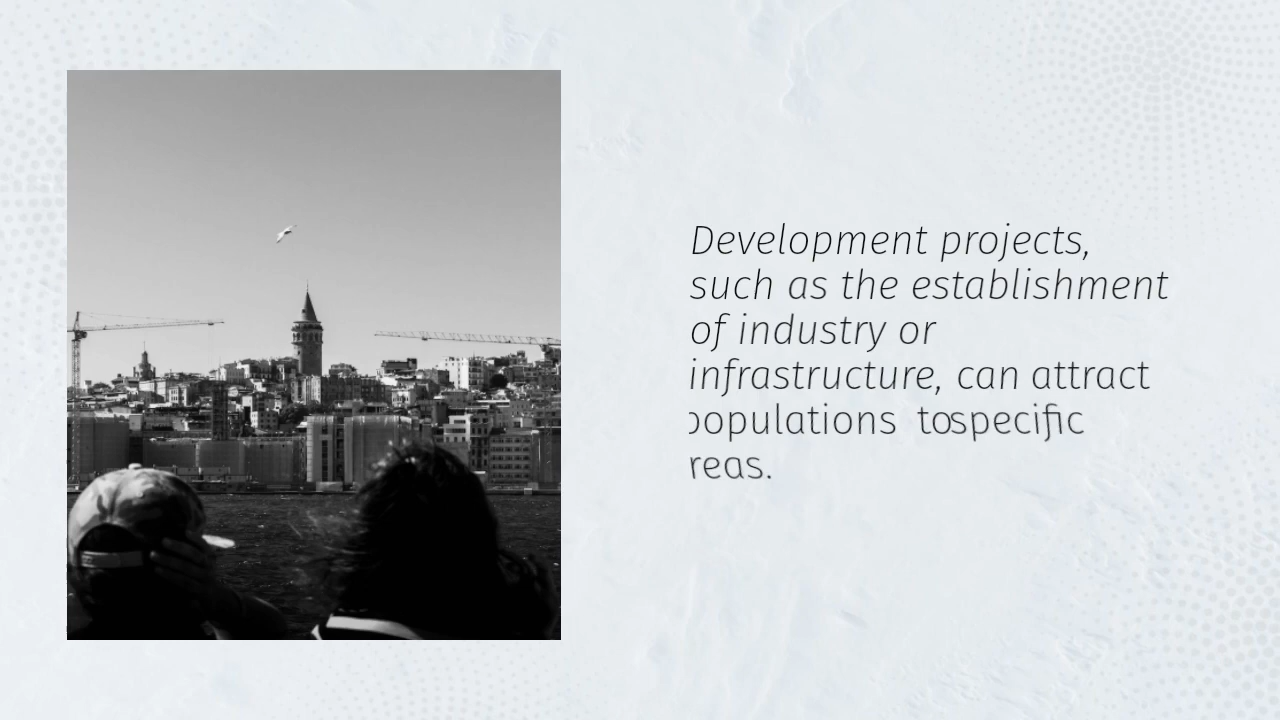 Development projects,
such as the establishment
of industry or
infrastructure, can attract
populations tospecific
reas.